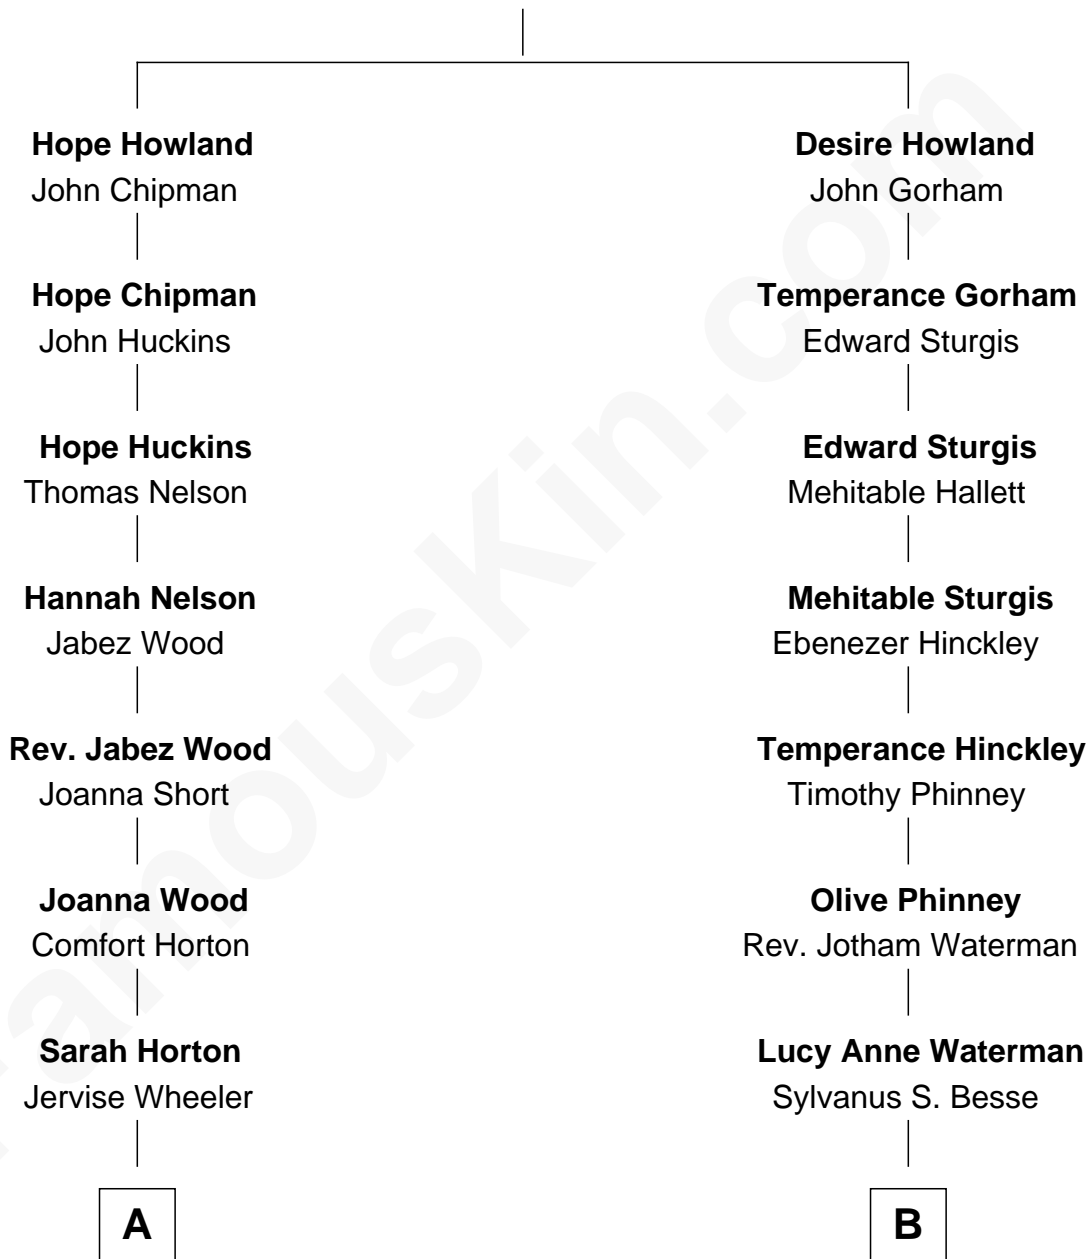 Hope Howland
John Chipman
Desire Howland
John Gorham
Hope Chipman
John Huckins
Temperance Gorham
Edward Sturgis
Hope Huckins
Thomas Nelson
Edward Sturgis
Mehitable Hallett
Hannah Nelson
Jabez Wood
Mehitable Sturgis
Ebenezer Hinckley
Rev. Jabez Wood
Joanna Short
Temperance Hinckley
Timothy Phinney
Joanna Wood
Comfort Horton
Olive Phinney
Rev. Jotham Waterman
Sarah Horton
Jervise Wheeler
Lucy Anne Waterman
Sylvanus S. Besse
A
B
FamousKin.com